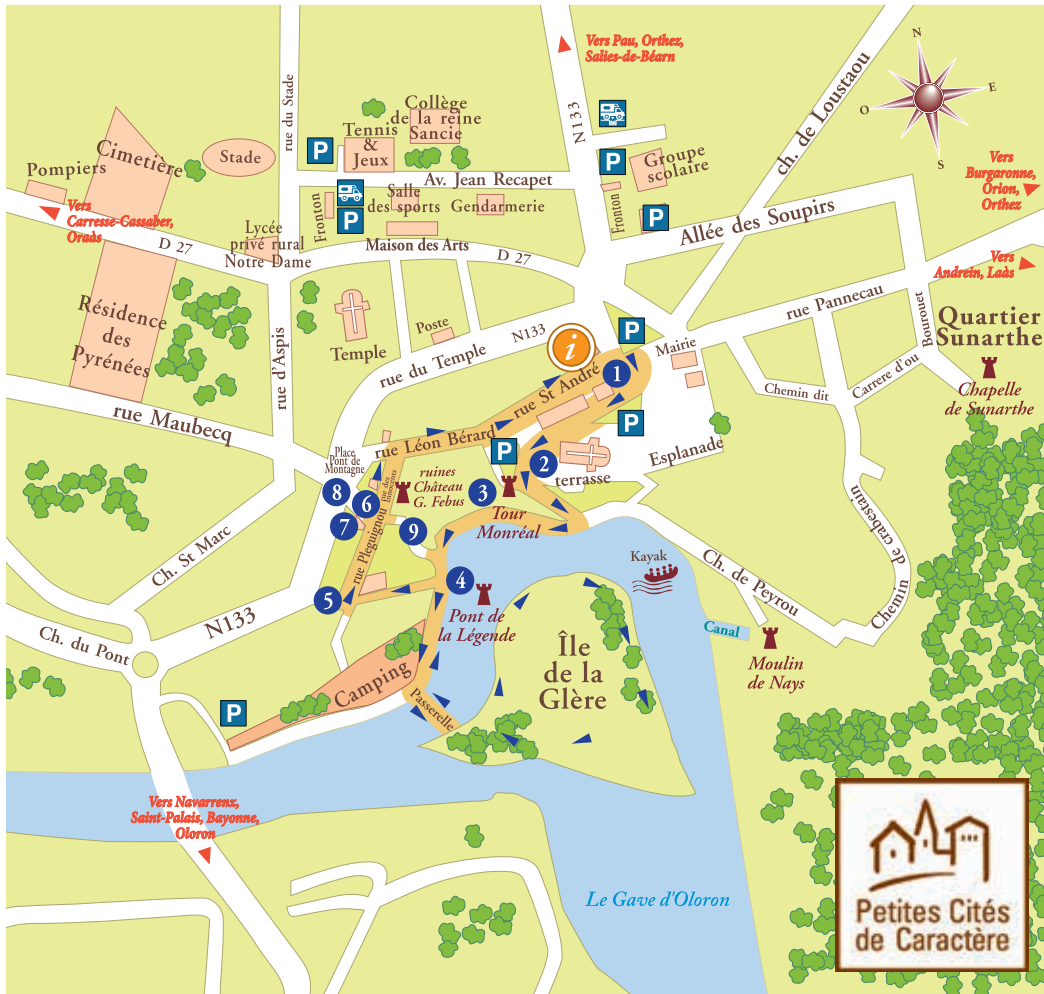 Vers Pau, Orthez,
Salies-de-Béarn
N
E
S
O
rue du Stade
N133
ch. de Loustaou
Collège
de la reine
Sancie
Tennis
&
Jeux
P
Cimetière
Stade
Pompiers
P
Groupe
scolaire
Vers
Burgaronne,
Orion,
Orthez
Av. Jean Recapet
Vers
Carresse-Cassaber,
Oraàs
Fronton
P
Salle
des sports
Gendarmerie
Fronton
P
Allée des Soupirs
Lycée
privé rural
Notre Dame
D 27
Maison des Arts
D 27
Vers
Andrein, Laàs
Résidence
des
Pyrénées
rue Pannecau
Bourouet
Quartier
Sunarthe
Poste
N133
i
P
Mairie
Temple
rue du Temple
rue d'Aspis
rue St André
1
Chemin dit
Carrere d'ou
Chapelle
de Sunarthe
rue Maubecq
rue Léon Bérard
P
P
Esplanade
Place
Pont de
Montagne
2
terrasse
rue des Innocents
ruines
Château
G. Febus
3
8
6
7
9
Tour
Monréal
rue Pleguignou
Ch. St Marc
Chemin de crabestain
Kayak
Ch. de Peyrou
4
5
N133
Pont de
la Légende
Canal
Ch. du Pont
Île
de la
Glère
Moulin
de Nays
Camping
Passerelle
P
Vers Navarrenx,
Saint-Palais, Bayonne,
Oloron
Le Gave d'Oloron
Petites Cités
de Caractère